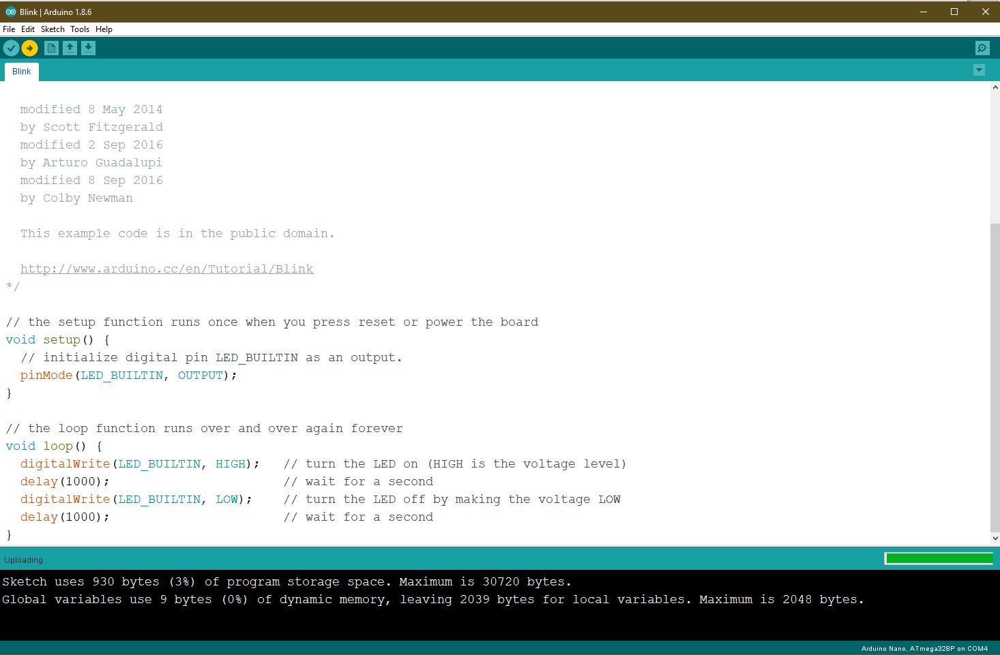 Blink | Arduino 1.8.6
File Edit Sketch Tools Help
Blink
modified 8 May 2014
by Scott Fitzgerald
modified 2 Sep 2016
by Arturo Guadalupi
modified 8 Sep 2016
by Colby Newman
This example code is in the public domain.
http://www.arduino.cc/en/Tutorial/Blink
*/
// the setup function runs once when you press reset or power the board
void setup() {
  // initialize digital pin LED_BUILTIN as an output.
  pinMode(LED_BUILTIN, OUTPUT);
}
// the loop function runs over and over again forever
void loop() {
  digitalWrite(LED_BUILTIN, HIGH);   // turn the LED on (HIGH is the voltage level)
  delay(1000);                       // wait for a second
  digitalWrite(LED_BUILTIN, LOW);    // turn the LED off by making the voltage LOW
  delay(1000);                       // wait for a second
}
Uploading...
Sketch uses 930 bytes (3%) of program storage space. Maximum is 30720 bytes.
Global variables use 9 bytes (0%) of dynamic memory, leaving 2039 bytes for local variables. Maximum is 2048 bytes.
Arduino Nano, ATmega328P on COM4